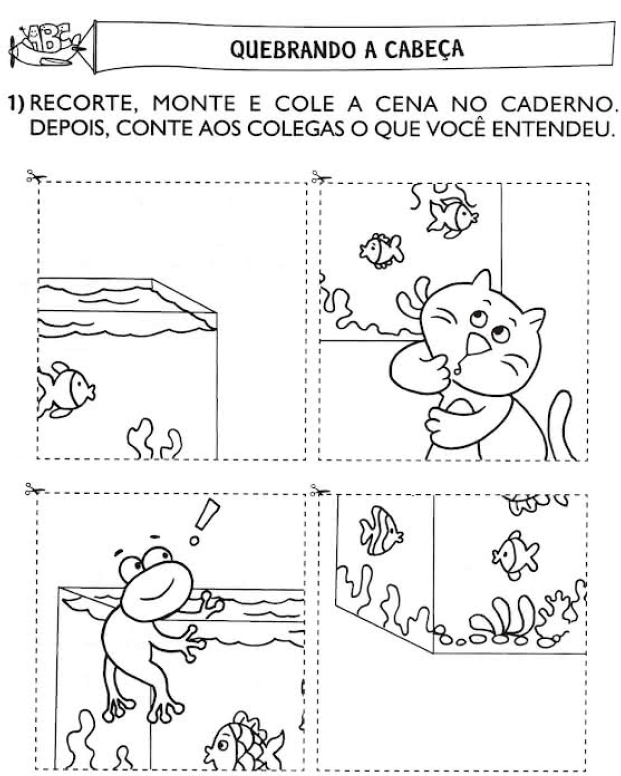 ABC
QUEBRANDO A CABEÇA
1) RECORTE, MONTE E COLE A CENA NO CADERNO.
DEPOIS, CONTE AOS COLEGAS O QUE VOCÊ ENTENDEU.
!